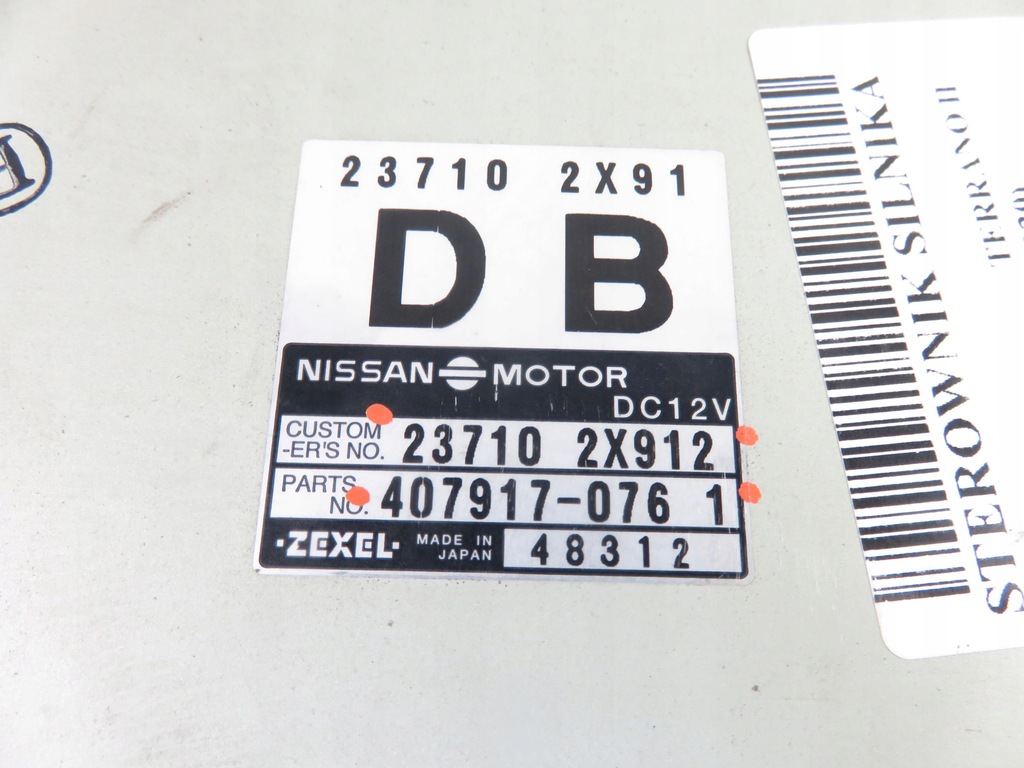 23710 2X91
D B
NISSAN MOTOR
DC12V
CUSTOM
-ER'S NO. 23710 2X912
PARTS
NO. 407917-076 1
·ZEXEL· MADE IN
JAPAN 48312
STEROWNIK SILNIKA
TERRANO II